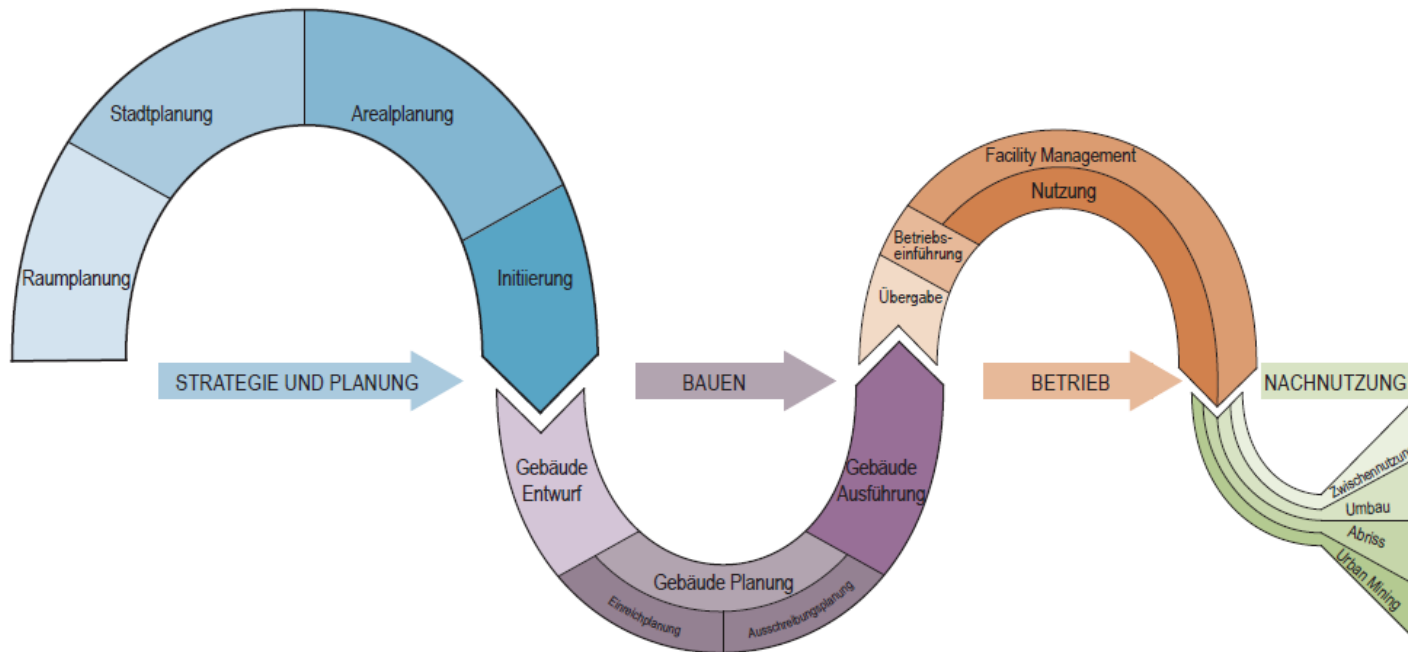 Raumplanung
Stadtplanung
Arealplanung
Initiierung
STRATEGIE UND PLANUNG
Gebäude
Entwurf
Gebäude Planung
Einreichplanung
Ausschreibungsplanung
Gebäude
Ausführung
BAUEN
Übergabe
Betriebs-
einführung
Facility Management
Nutzung
BETRIEB
NACHNUTZUNG
Zwischennutzung
Umbau
Abriss
Urban Mining